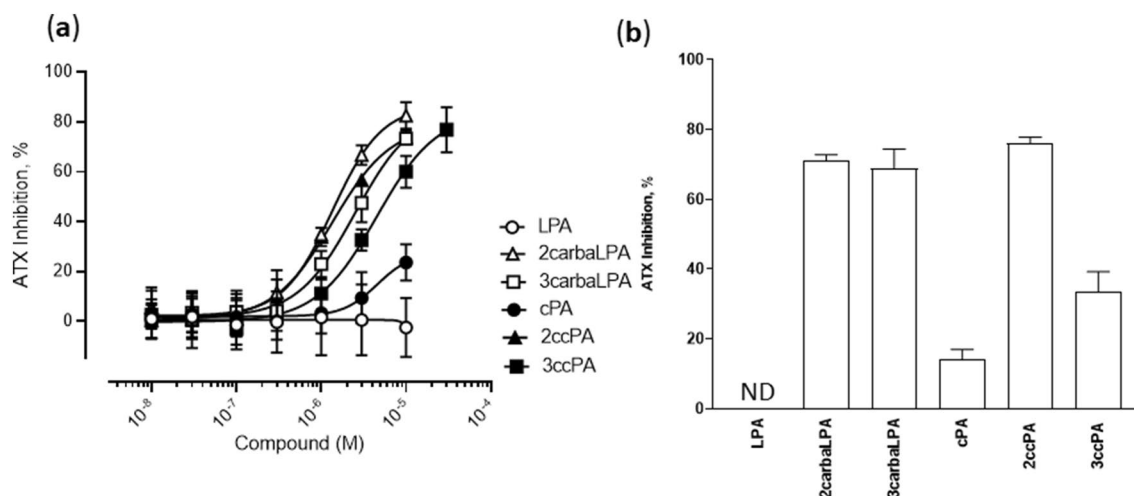 (a)
100
80
60
40
20
0
ATX Inhibition, %
10-8
10-7
10-6
10-5
10-4
Compound (M)
LPA
2carbaLPA
3carbaLPA
cPA
2ccPA
3ccPA
(b)
100
80
60
40
20
0
ATX Inhibition, %
ND
LPA
2carbaLPA
3carbaLPA
cPA
2ccPA
3ccPA